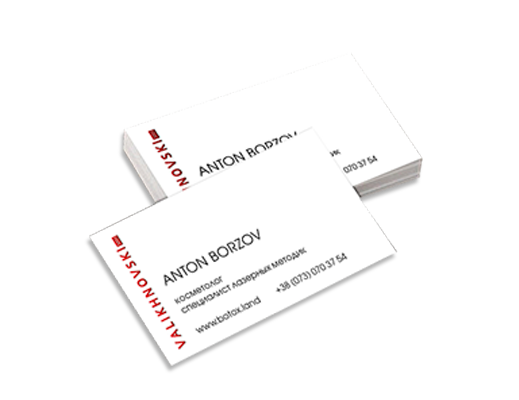 VALIKHNOVSKI
ANTON BORZOV
070 37 54
VALIKHNOVSKI
ANTON BORZOV
косметолог
специалист лазерных методик
www.botox.land +38 (073) 070 37 54